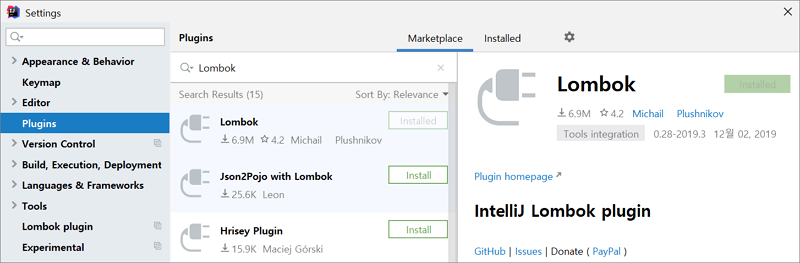 Settings
Appearance & Behavior
Keymap
Editor
Plugins
Version Control
Build, Execution, Deployment
Languages & Frameworks
Tools
Lombok plugin
Experimental
Plugins
Marketplace
Installed
Lombok
Search Results (15)
Sort By: Relevance
Lombok
6.9M 4.2 Michail Plushnikov
Installed
Json2Pojo with Lombok
25.6K Leon
Install
Hrisey Plugin
15.9K Maciej Górski
Install
Lombok
Installed
6.9M 4.2 Michail Plushnikov
Tools integration 0.28-2019.3 12월 02, 2019
Plugin homepage
IntelliJ Lombok plugin
GitHub | Issues | Donate ( PayPal )